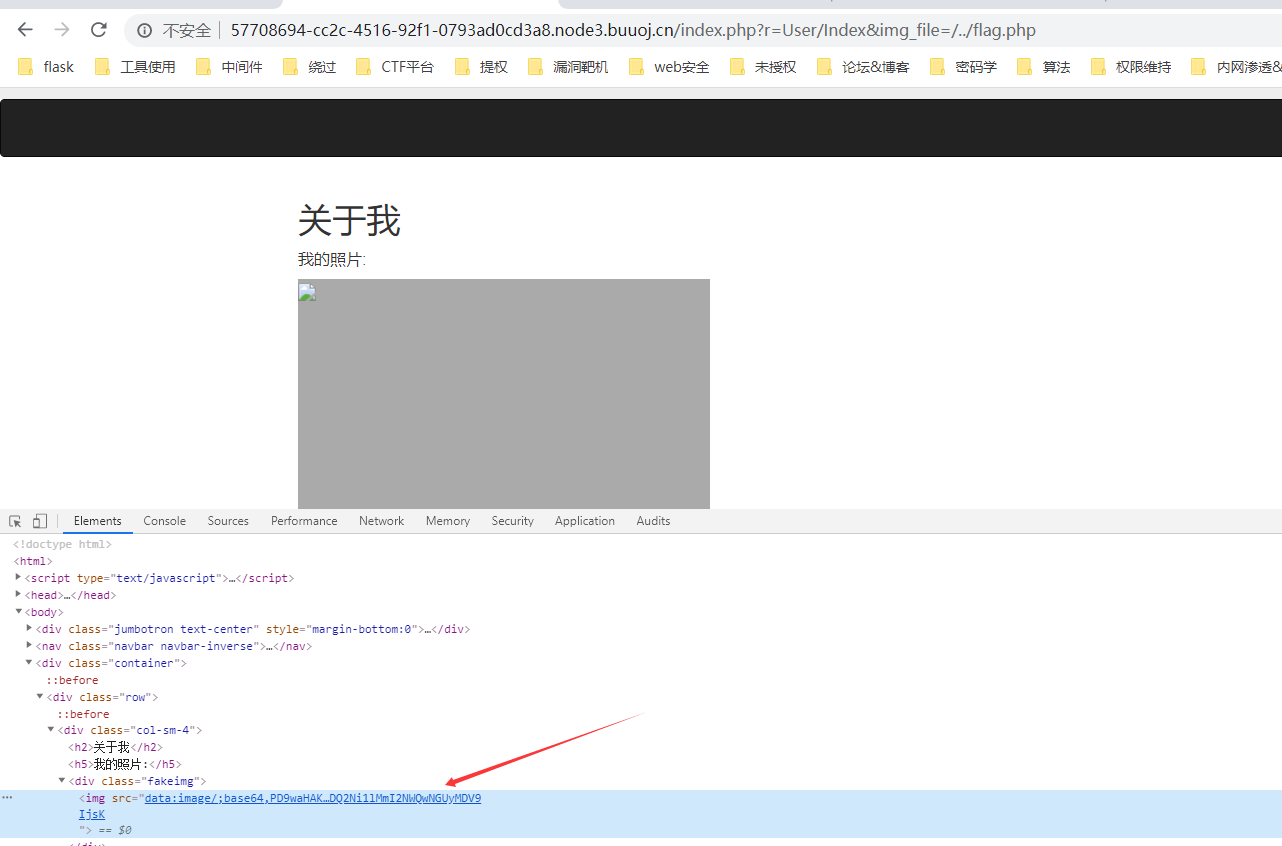 不安全 57708694-cc2c-4516-92f1-0793ad0cd3a8.node3.buuoj.cn/index.php?r=User/Index&img_file=/../flag.php
flask 工具使用 中间件 绕过 CTF平台 提权 漏洞靶机 web安全 未授权 论坛&博客 密码学 算法 权限维持 内网渗透&
关于我
我的照片:
Elements Console Sources Performance Network Memory Security Application Audits
<!doctype html>
<html>
<script type="text/javascript">…</script>
<head>…</head>
<body>
<div class="jumbotron text-center" style="margin-bottom:0">…</div>
<nav class="navbar navbar-inverse">…</nav>
<div class="container">
::before
<div class="row">
::before
<div class="col-sm-4">
<h2>关于我</h2>
<h5>我的照片:</h5>
<div class="fakeimg">
<img src="data:image/;base64,PD9waHAK…DQ2Ni1lMmI2NWQwNGUyMDV9
IjsK
"> == $0